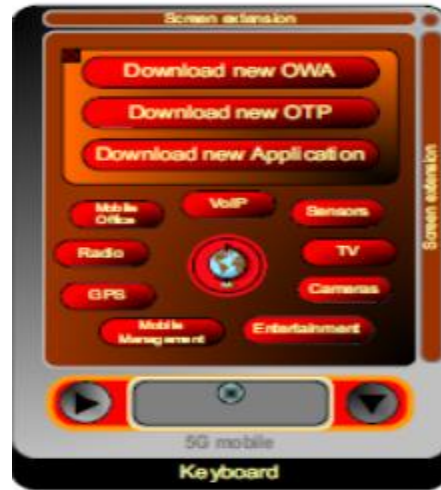 Screen extension
Download new OWA
Download new OTP
Download new Application
Screen extension
Mobile
Office
VoIP
Sensors
Radio
TV
GPS
Cameras
Mobile
Management
Entertainment
5G mobile
Keyboard